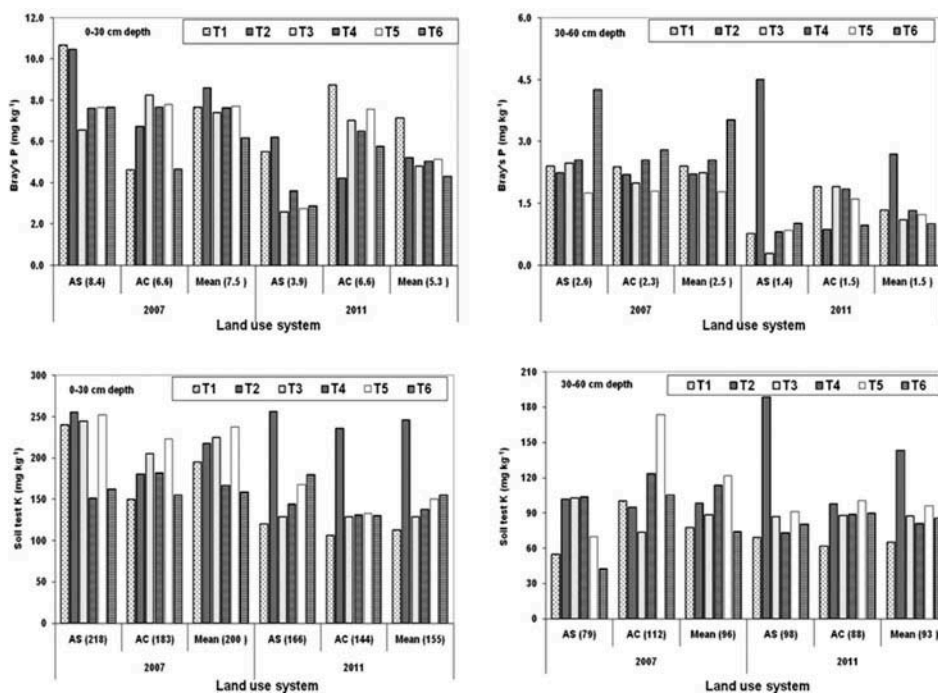 12.0
10.0
8.0
6.0
4.0
2.0
0.0
Bray's P (mg kg⁻¹)
0-30 cm depth
T1 T2 T3 T4 T5 T6
AS (8.4) AC (6.6) Mean (7.5 ) AS (3.9) AC (6.6) Mean (5.3 )
2007 2011
Land use system
6.0
4.5
3.0
1.5
0.0
Bray's P (mg kg⁻¹)
30-60 cm depth
T1 T2 T3 T4 T5 T6
AS (2.6) AC (2.3) Mean (2.5 ) AS (1.4) AC (1.5) Mean (1.5 )
2007 2011
Land use system
300
250
200
150
100
50
0
Soil test K (mg kg⁻¹)
0-30 cm depth
T1 T2 T3 T4 T5 T6
AS (218) AC (183) Mean (200 ) AS (166) AC (144) Mean (155)
2007 2011
Land use system
210
180
150
120
90
60
30
0
Soil test K (mg kg⁻¹)
30-60 cm depth
T1 T2 T3 T4 T5 T6
AS (79) AC (112) Mean (96) AS (98) AC (88) Mean (93 )
2007 2011
Land use system